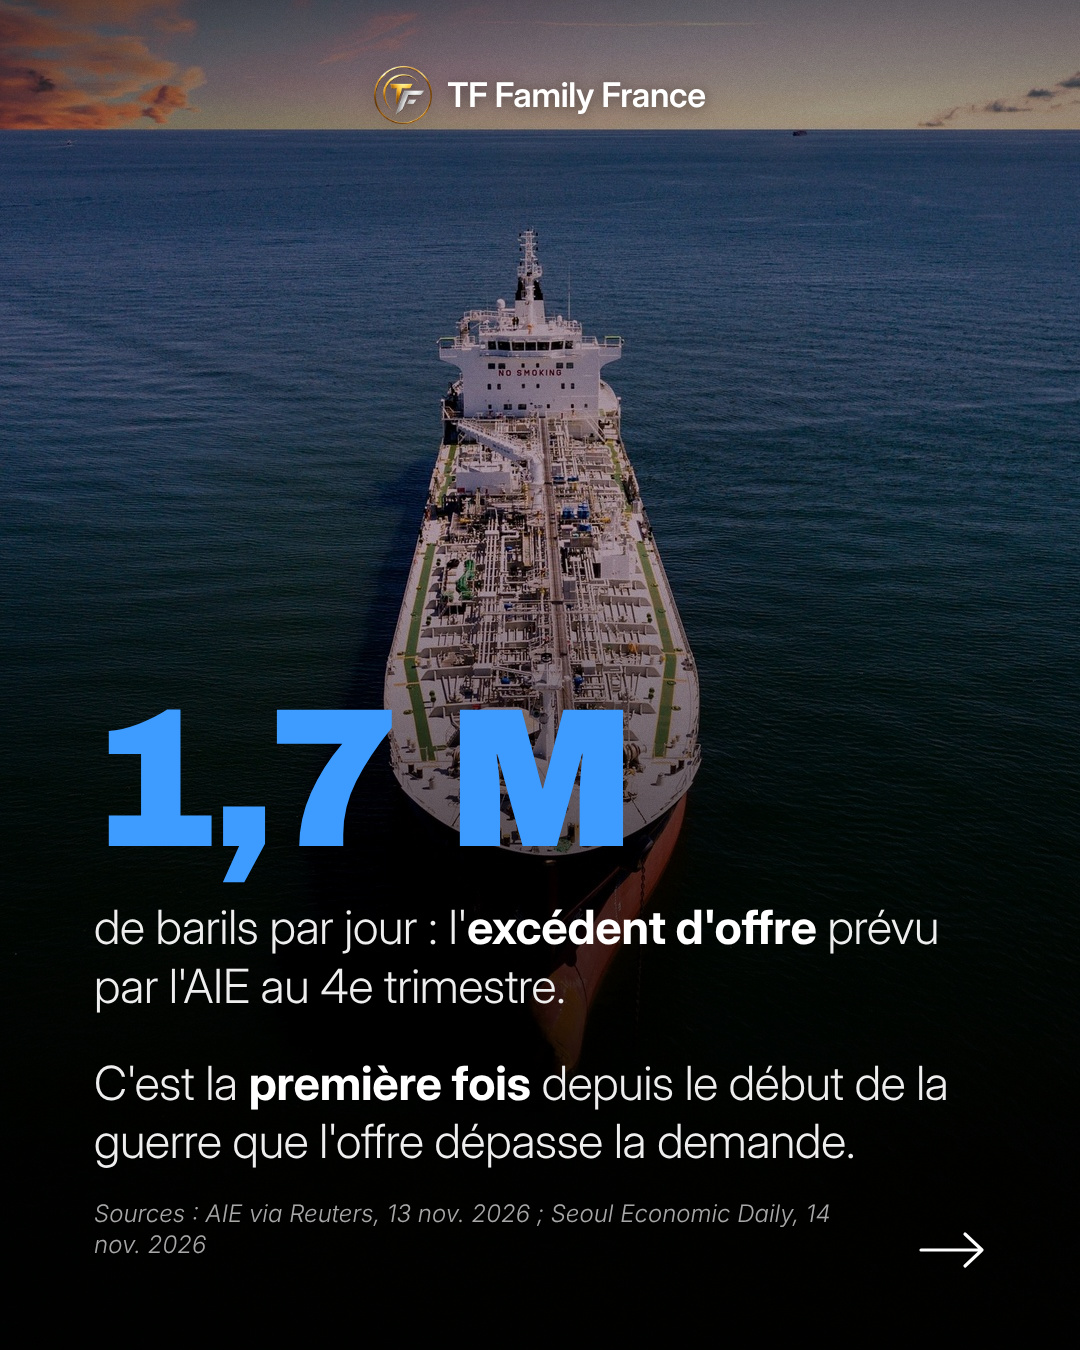 TF Family France
NO SMOKING
1,7 M
de barils par jour : l'excédent d'offre prévu
par l'AIE au 4e trimestre.
C'est la première fois depuis le début de la
guerre que l'offre dépasse la demande.
Sources : AIE via Reuters, 13 nov. 2026 ; Seoul Economic Daily, 14
nov. 2026